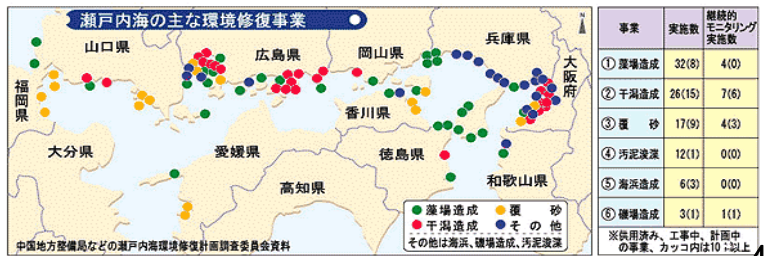 瀬戸内海の主な環境修復事業
N
山口県
広島県
岡山県
兵庫県
大阪府
福岡県
香川県
大分県
愛媛県
徳島県
高知県
和歌山県
藻場造成 覆砂
干潟造成 その他
その他は海浜、礁場造成、汚泥浚渫
中国地方整備局などの瀬戸内海環境修復計画調査委員会資料
事業 実施数 継続的モニタリング実施数
①藻場造成 32(8) 4(0)
②干潟造成 26(15) 7(6)
③覆砂 17(9) 4(3)
④汚泥浚渫 12(1) 0(0)
⑤海浜造成 6(3) 0(0)
⑥礁場造成 3(1) 1(1)
※供用済み、工事中、計画中
の事業、カッコ内は10㌶以上
4